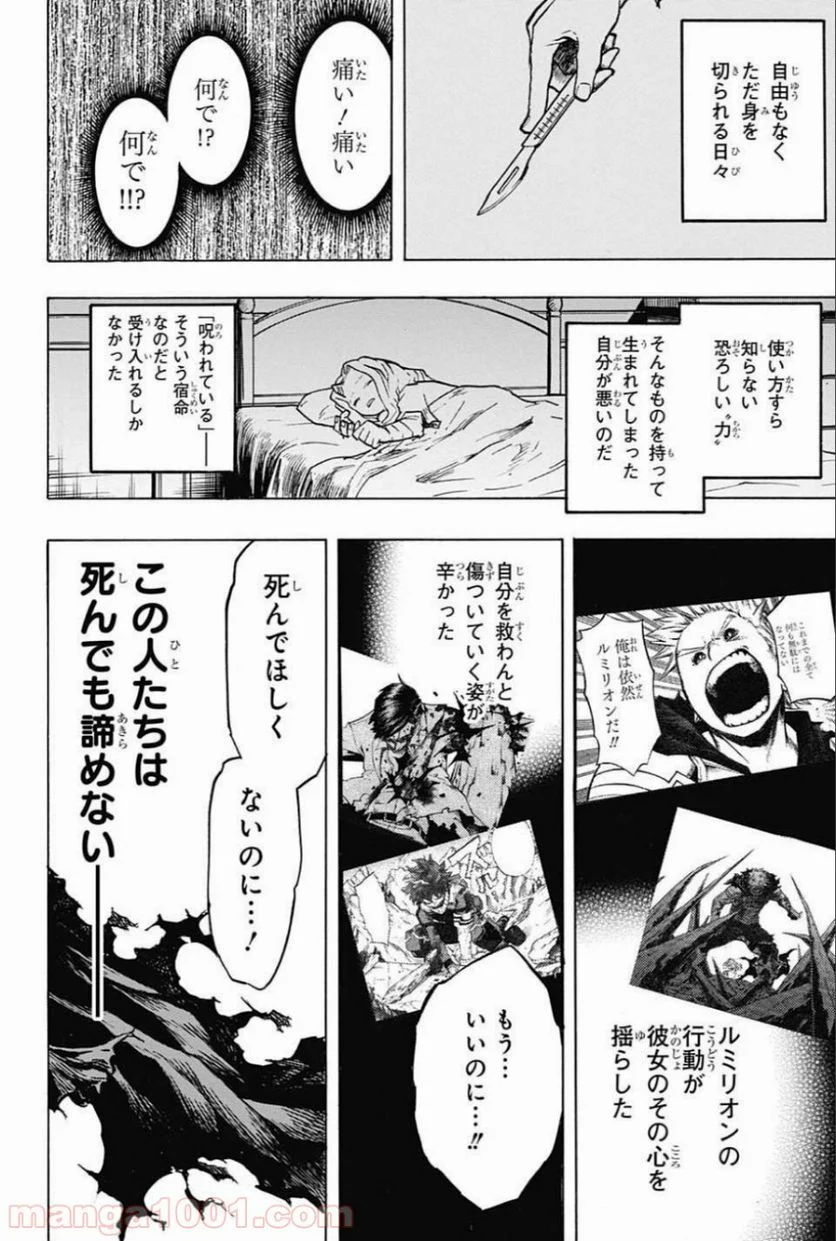 自由もなく
ただ身を
切られる日々
痛い！痛い
何で!?
何で!!?
使い方すら
知らない
恐ろしい〝力〟
そんなものを持って
生まれてしまった
自分が悪いのだ
「呪われている」――
そういう宿命
なのだと
受け入れるしか
なかった
これまでの全て
何も無駄には
なってない
俺は依然
ルミリオンだ!!
ルミリオンの
行動が
彼女のその心を
揺らした
自分を救わんと
傷ついていく姿が
辛かった
もう…
いいのに…!!
死んでほしく
ないのに…！
この人たちは
死んでも諦めない――
manga1001.com